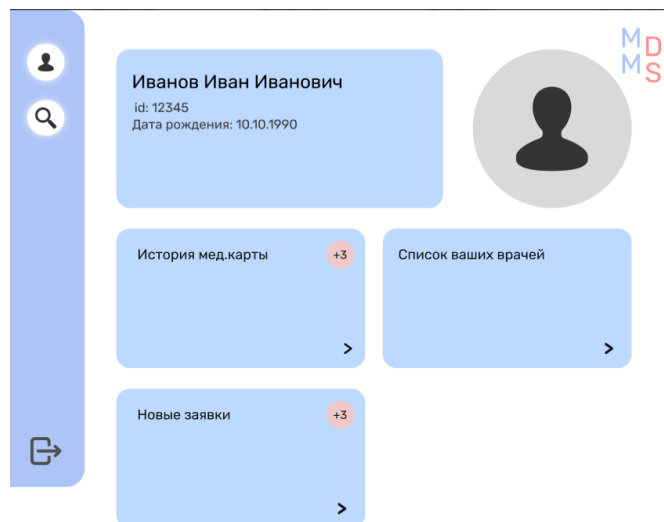 M D
M S
Иванов Иван Иванович
id: 12345
Дата рождения: 10.10.1990
История мед.карты +3
Список ваших врачей
>
>
Новые заявки +3
>